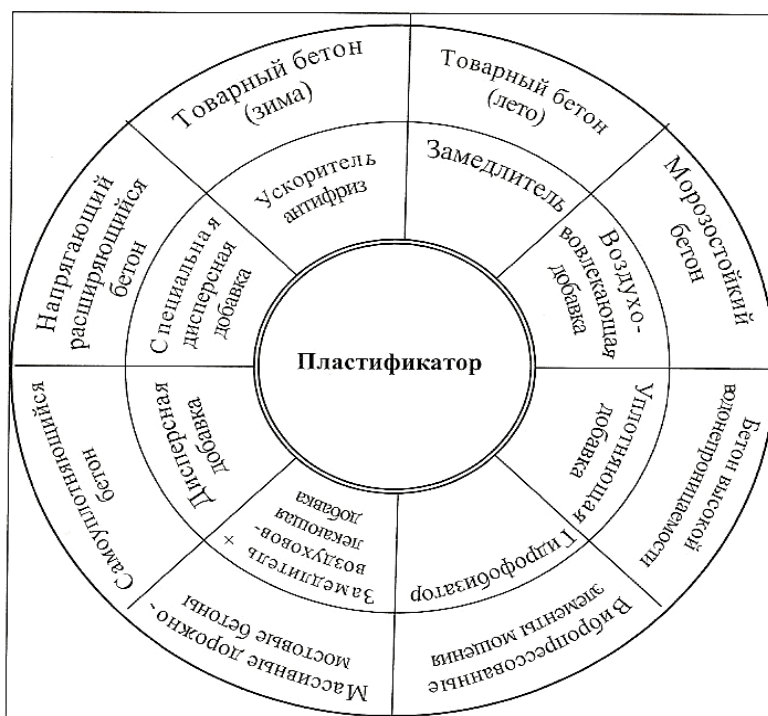 Товарный бетон
(зима)
Товарный бетон
(лето)
Морозостойкий
бетон
Бетон высокой
водонепроницаемости
Вибропрессованные
элементы мощения
Массивные дорожно-
мостовые бетоны
Самоуплотняющийся
бетон
Напрягающий
расширяющийся
бетон
Ускоритель
антифриз
Замедлитель
Воздухо-
вовлекающая
добавка
Уплотняющая
добавка
Гидрофобизатор
Замедлитель +
воздухов-
лекающая
добавка
Дисперсная
добавка
Специальная
дисперсная
добавка
Пластификатор